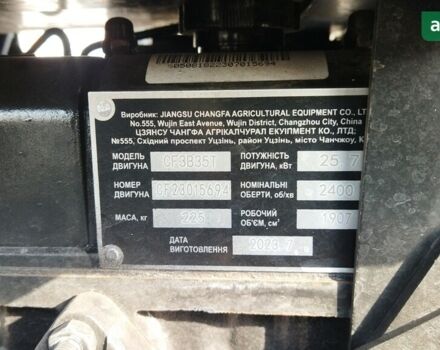 S05081822307015694
Виробник: JIANGSU CHANGFA AGRICULTURAL EQUIPMENT CO., LT
No.555, Wujin East Avenue, Wujin District, Changzhou City, China
ЦЗЯНСУ ЧАНГФА АГРІКАЛЧУРАЛ ЕКУІПМЕНТ КО., ЛТД;
№555, Східний проспект Уцзінь, район Уцзінь, місто Чанчжоу, К
МОДЕЛЬ ДВИГУНА CF3B35T ПОТУЖНІСТЬ ДВИГУНА, кВт 25 7
НОМЕР ДВИГУНА CF23015694 НОМІНАЛЬНІ ОБЕРТИ, об/хв 2400
МАСА, кг 225 РОБОЧИЙ ОБ'ЄМ, см³ 1907
ДАТА ВИГОТОВЛЕННЯ 2023.7